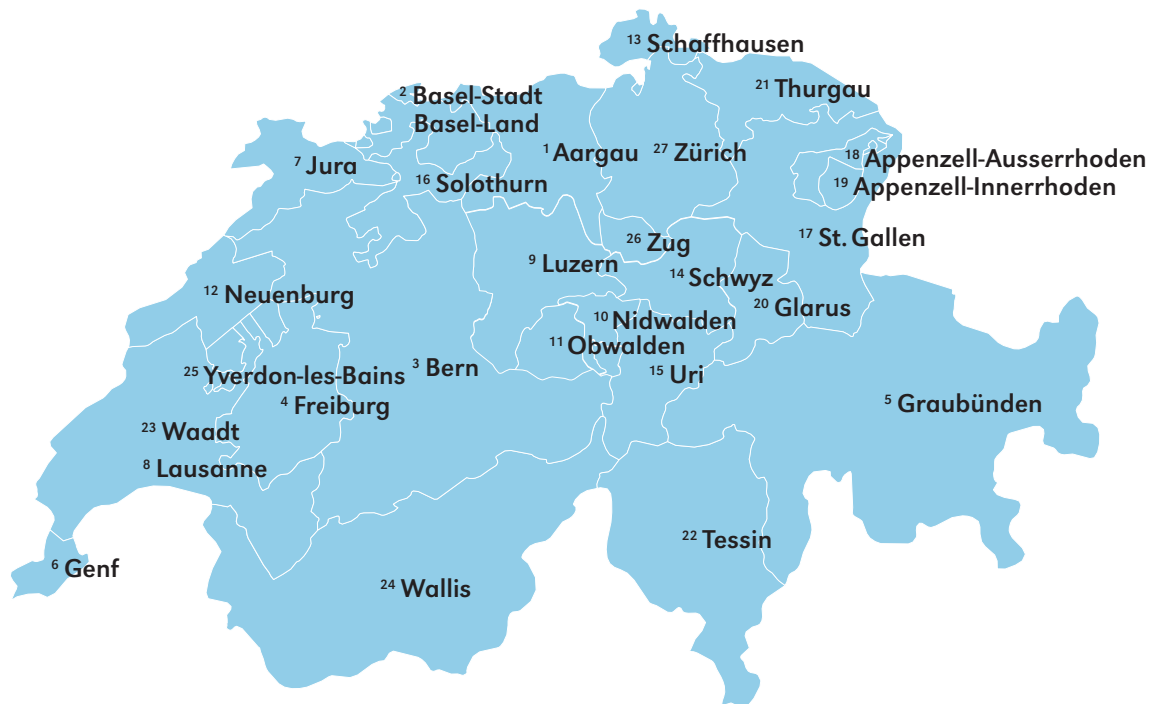 13 Schaffhausen
21 Thurgau
2 Basel-Stadt
Basel-Land
1 Aargau
27 Zürich
7 Jura
18 Appenzell-Ausserrhoden
16 Solothurn
19 Appenzell-Innerrhoden
17 St. Gallen
26 Zug
9 Luzern
14 Schwyz
12 Neuenburg
20 Glarus
10 Nidwalden
11 Obwalden
25 Yverdon-les-Bains
3 Bern
15 Uri
4 Freiburg
5 Graubünden
23 Waadt
8 Lausanne
22 Tessin
6 Genf
24 Wallis